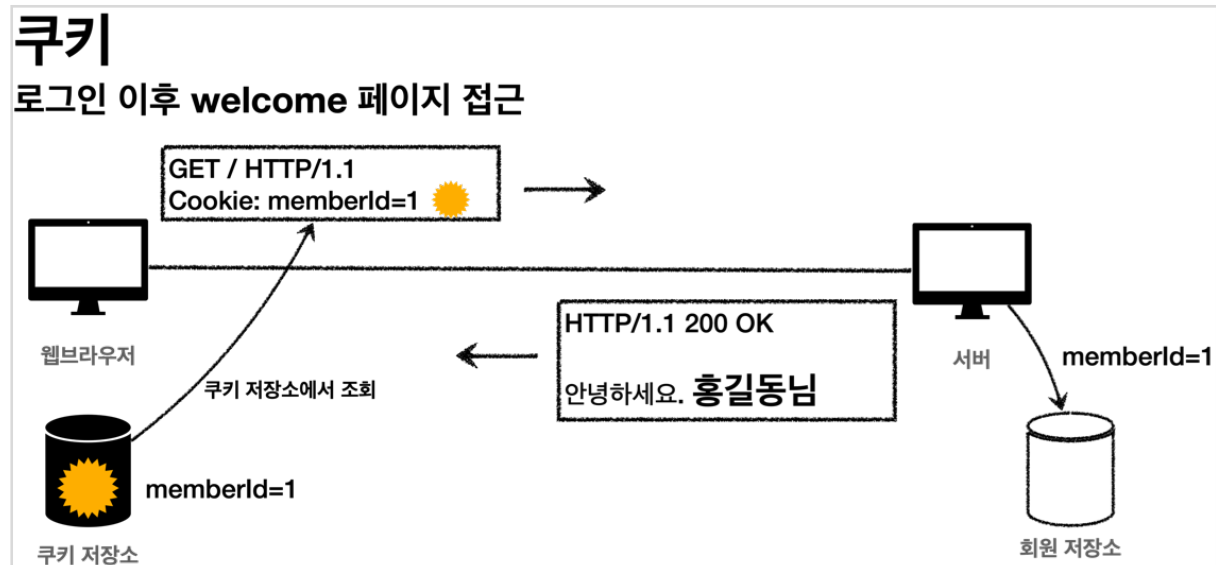 쿠키
로그인 이후 welcome 페이지 접근
GET / HTTP/1.1
Cookie: memberId=1
웹브라우저
쿠키 저장소에서 조회
memberId=1
쿠키 저장소
HTTP/1.1 200 OK
안녕하세요. 홍길동님
서버
memberId=1
회원 저장소